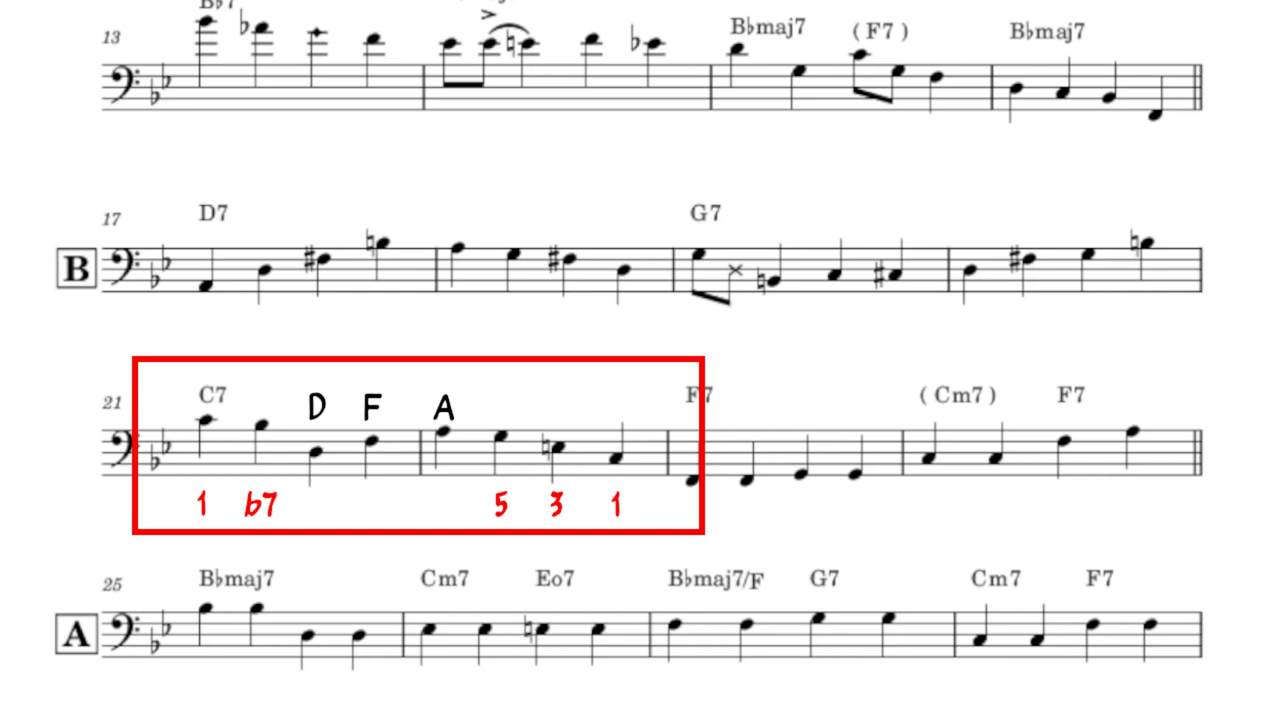 B♭7
13 B♭maj7 ( F7 ) B♭maj7
17 D7 G7
B
21 C7 D F A F7 ( Cm7 ) F7
1 b7 5 3 1
25 B♭maj7 Cm7 Eo7 B♭maj7/F G7 Cm7 F7
A